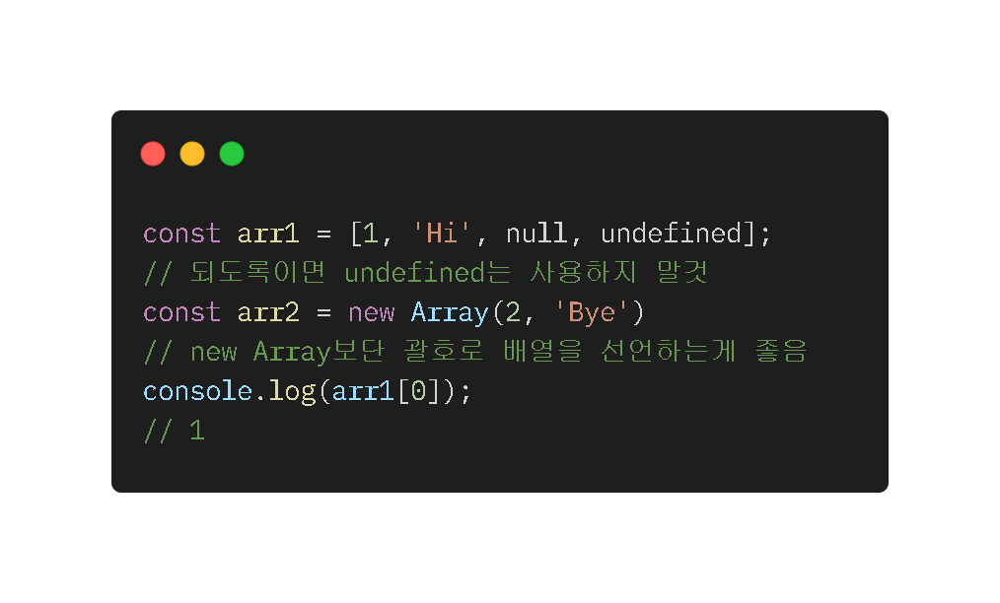 const arr1 = [1, 'Hi', null, undefined];
// 되도록이면 undefined는 사용하지 말것
const arr2 = new Array(2, 'Bye')
// new Array보단 괄호로 배열을 선언하는게 좋음
console.log(arr1[0]);
// 1